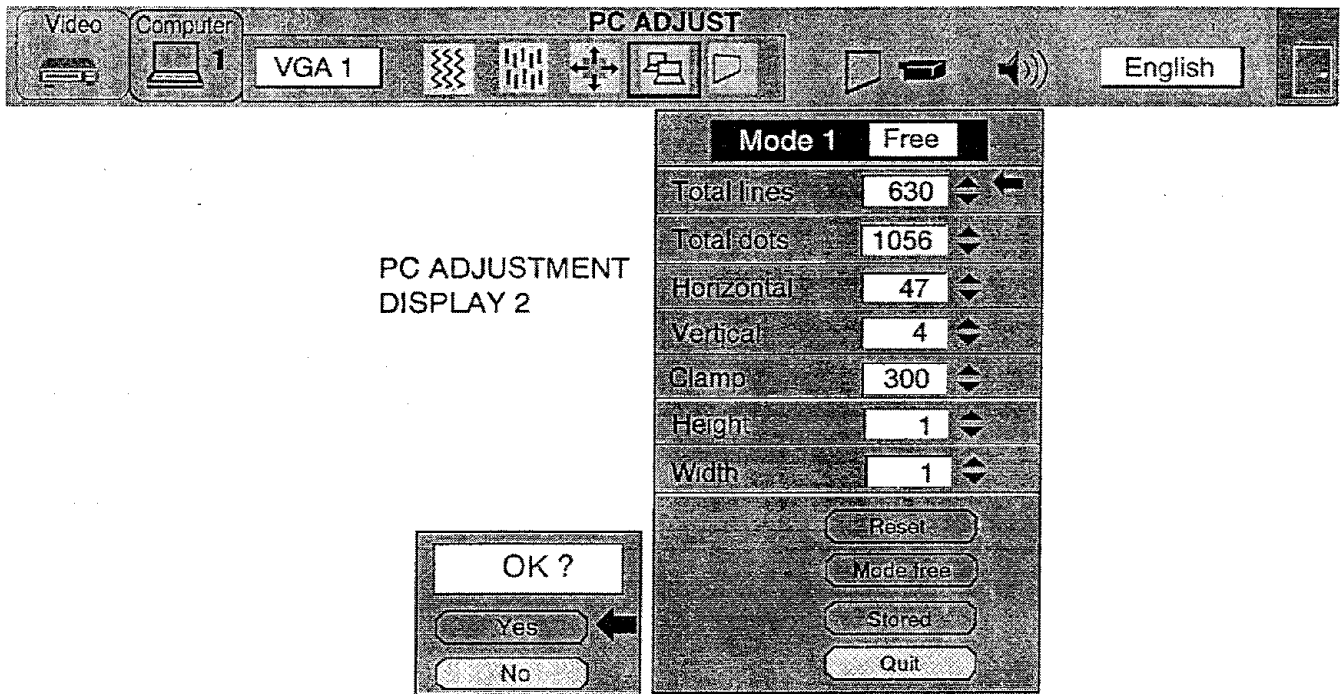 PC ADJUST
Video
Computer
1
VGA 1
English
Mode 1 Free
Total lines 630
Total dots 1056
Horizontal 47
Vertical 4
Clamp 300
Height 1
Width 1
Reset
Mode free
Stored
Quit
PC ADJUSTMENT
DISPLAY 2
OK ?
Yes
No